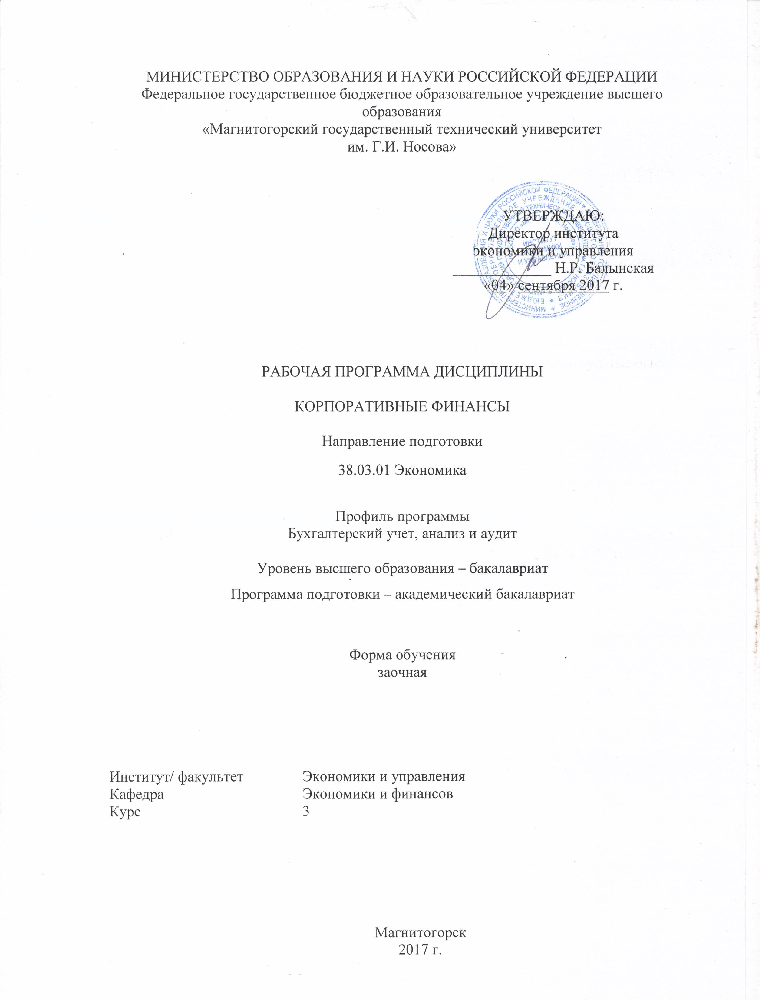 МИНИСТЕРСТВО ОБРАЗОВАНИЯ И НАУКИ РОССИЙСКОЙ ФЕДЕРАЦИИ
Федеральное государственное бюджетное образовательное учреждение высшего
образования
«Магнитогорский государственный технический университет
им. Г.И. Носова»
УТВЕРЖДАЮ:
Директор института
экономики и управления
Н.Р. Балынская
«04» сентября 2017 г.
ИНСТИТУТ
ЭКОНОМИКИ
И УПРАВЛЕНИЯ
РАБОЧАЯ ПРОГРАММА ДИСЦИПЛИНЫ
КОРПОРАТИВНЫЕ ФИНАНСЫ
Направление подготовки
38.03.01 Экономика
Профиль программы
Бухгалтерский учет, анализ и аудит
Уровень высшего образования – бакалавриат
Программа подготовки – академический бакалавриат
Форма обучения
заочная
Институт/ факультет Экономики и управления
Кафедра Экономики и финансов
Курс 3
Магнитогорск
2017 г.